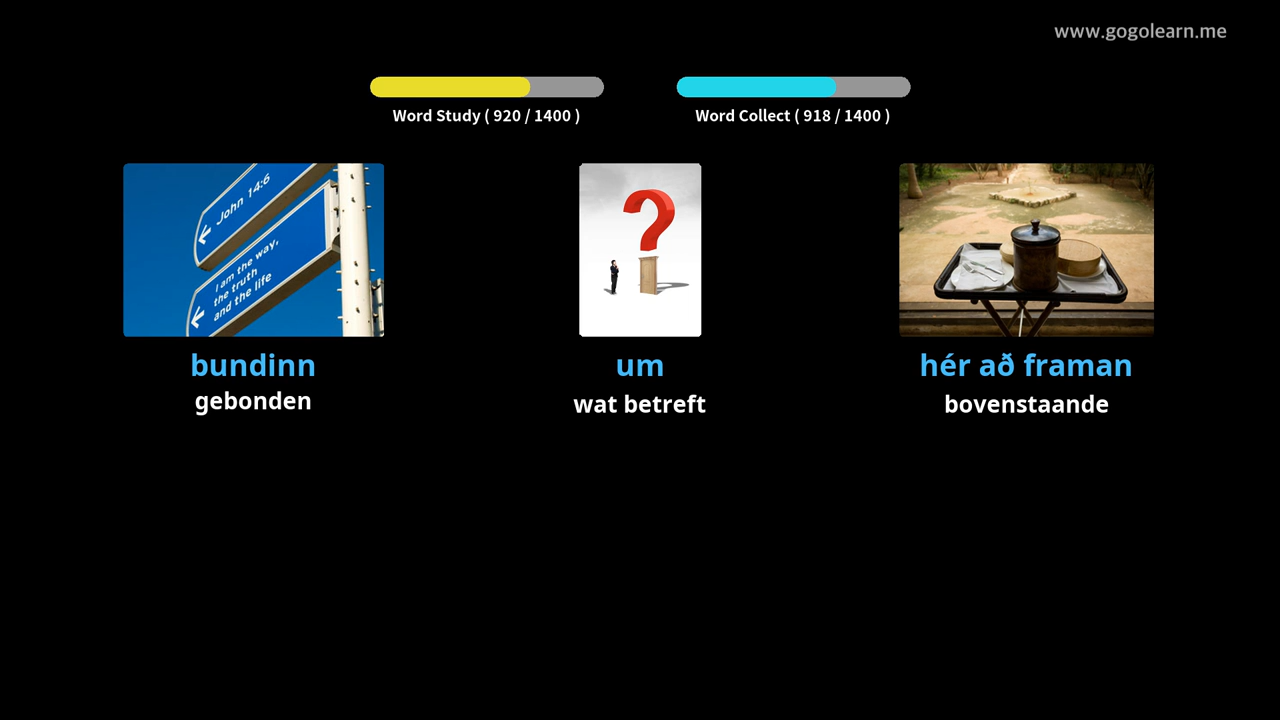 www.gogolearn.me
Word Study ( 920 / 1400 )
Word Collect ( 918 / 1400 )
John 14:6
I am the way,
the truth
and the life
bundinn
gebonden
um
wat betreft
hér að framan
bovenstaande